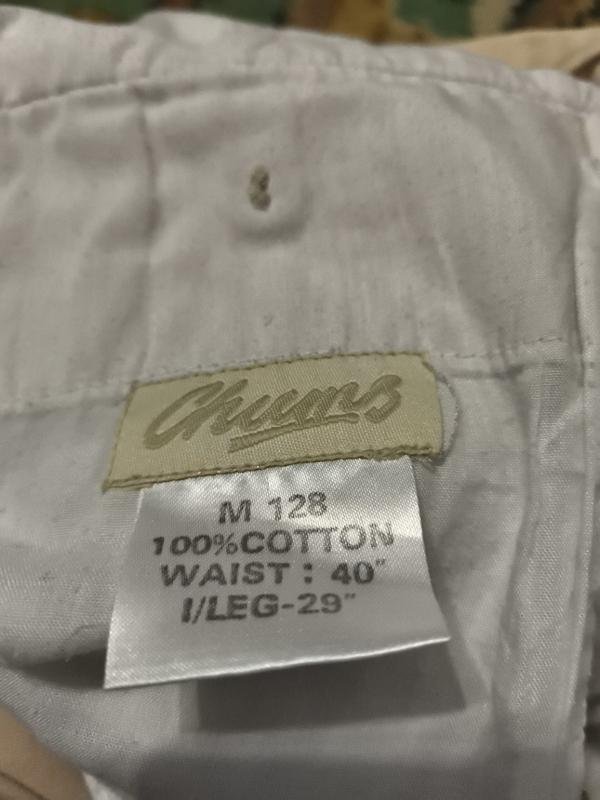 Chums
M 128
100%COTTON
WAIST: 40"
I/LEG-29"